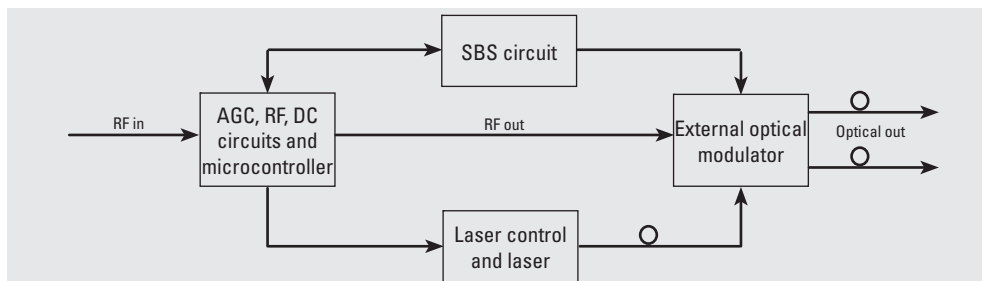 SBS circuit
RF in
AGC, RF, DC
circuits and
microcontroller
RF out
External optical
modulator
Optical out
Laser control
and laser